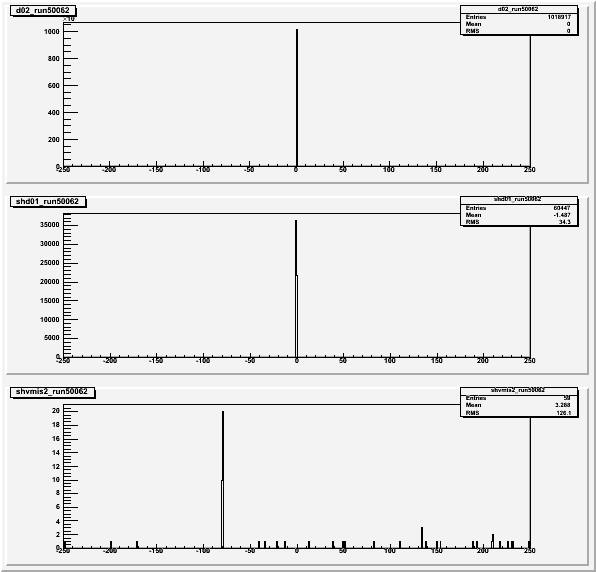 d02_run50062
×10
d02_run50062
Entries 1018917
Mean 0
RMS 0
1000
800
600
400
200
0
-250 -200 -150 -100 -50 0 50 100 150 200 250
shd01_run50062
shd01_run50062
Entries 60447
Mean -1.487
RMS 34.3
35000
30000
25000
20000
15000
10000
5000
0
-250 -200 -150 -100 -50 0 50 100 150 200 250
shvmis2_run50062
shvmis2_run50062
Entries 59
Mean 3.288
RMS 126.1
20
18
16
14
12
10
8
6
4
2
0
-250 -200 -150 -100 -50 0 50 100 150 200 250